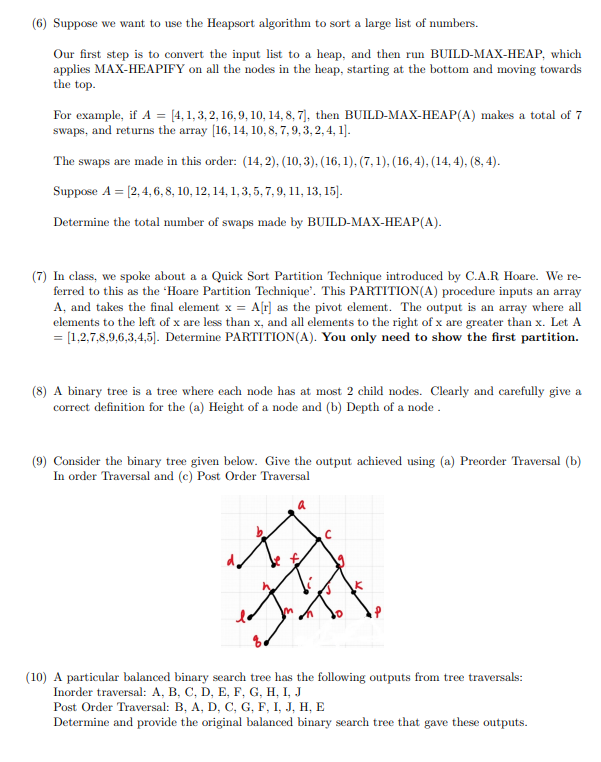 (6) Suppose we want to use the Heapsort algorithm to sort a large list of numbers.
Our first step is to convert the input list to a heap, and then run BUILD-MAX-HEAP, which
applies MAX-HEAPIFY on all the nodes in the heap, starting at the bottom and moving towards
the top.
For example, if A = [4, 1, 3, 2, 16, 9, 10, 14, 8, 7], then BUILD-MAX-HEAP(A) makes a total of 7
swaps, and returns the array [16, 14, 10, 8, 7, 9, 3, 2, 4, 1].
The swaps are made in this order: (14, 2), (10, 3), (16, 1), (7, 1), (16, 4), (14, 4), (8, 4).
Suppose A = [2, 4, 6, 8, 10, 12, 14, 1, 3, 5, 7, 9, 11, 13, 15].
Determine the total number of swaps made by BUILD-MAX-HEAP(A).
(7) In class, we spoke about a a Quick Sort Partition Technique introduced by C.A.R Hoare. We re-
ferred to this as the 'Hoare Partition Technique'. This PARTITION(A) procedure inputs an array
A, and takes the final element x = A[r] as the pivot element. The output is an array where all
elements to the left of x are less than x, and all elements to the right of x are greater than x. Let A
= [1,2,7,8,9,6,3,4,5]. Determine PARTITION(A). You only need to show the first partition.
(8) A binary tree is a tree where each node has at most 2 child nodes. Clearly and carefully give a
correct definition for the (a) Height of a node and (b) Depth of a node .
(9) Consider the binary tree given below. Give the output achieved using (a) Preorder Traversal (b)
In order Traversal and (c) Post Order Traversal
a
b c
d e f g
h i j k
l m n o p
q
(10) A particular balanced binary search tree has the following outputs from tree traversals:
Inorder traversal: A, B, C, D, E, F, G, H, I, J
Post Order Traversal: B, A, D, C, G, F, I, J, H, E
Determine and provide the original balanced binary search tree that gave these outputs.